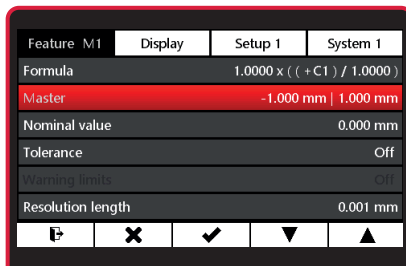 Feature M1 Display Setup 1 System 1
Formula 1.0000 x ( ( +C1 ) / 1.0000 )
Master -1.000 mm | 1.000 mm
Nominal value 0.000 mm
Tolerance Off
Warning limits Off
Resolution length 0.001 mm